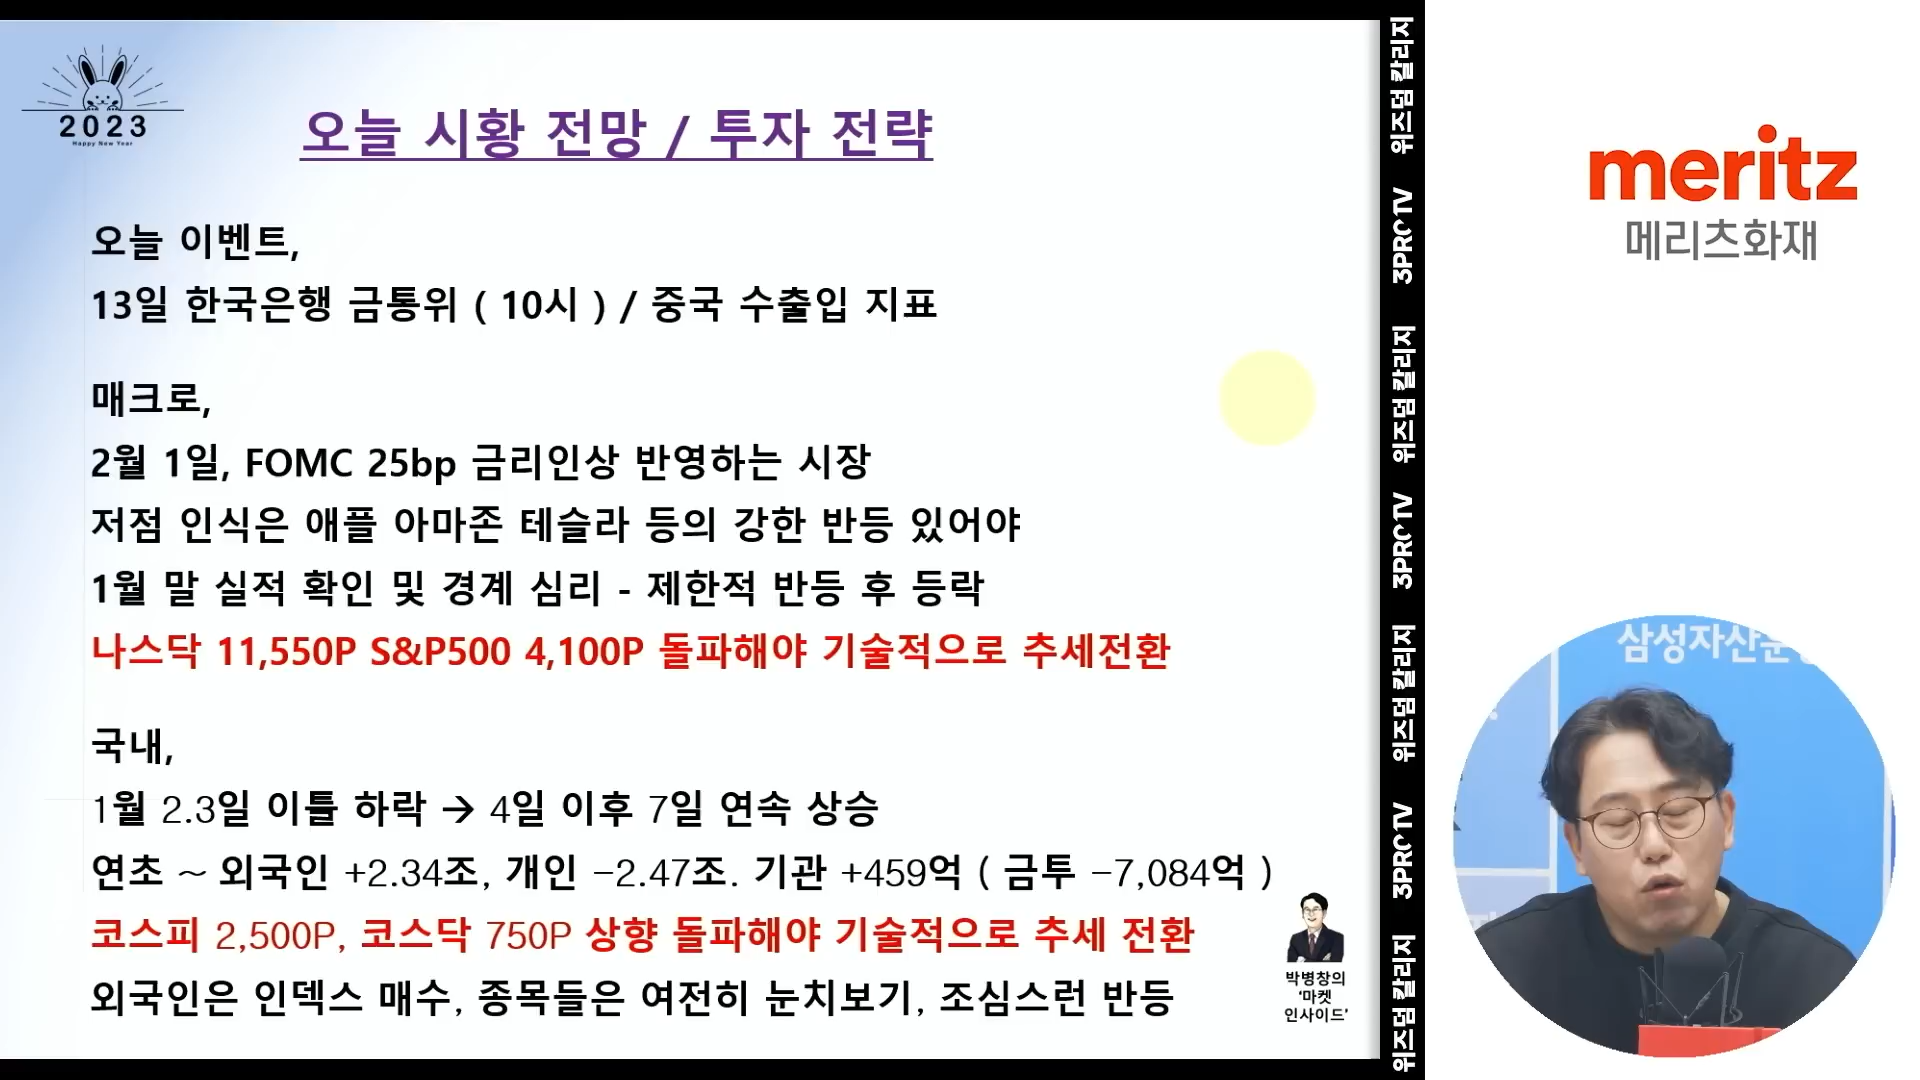 2023
Happy New Year
오늘 시황 전망 / 투자 전략
오늘 이벤트,
13일 한국은행 금통위 ( 10시 ) / 중국 수출입 지표
매크로,
2월 1일, FOMC 25bp 금리인상 반영하는 시장
저점 인식은 애플 아마존 테슬라 등의 강한 반등 있어야
1월 말 실적 확인 및 경계 심리 - 제한적 반등 후 등락
나스닥 11,550P S&P500 4,100P 돌파해야 기술적으로 추세전환
국내,
1월 2.3일 이틀 하락 → 4일 이후 7일 연속 상승
연초 ~ 외국인 +2.34조, 개인 -2.47조. 기관 +459억 ( 금투 -7,084억 )
코스피 2,500P, 코스닥 750P 상향 돌파해야 기술적으로 추세 전환
외국인은 인덱스 매수, 종목들은 여전히 눈치보기, 조심스런 반등
박병창의
'마켓
인사이드'
위즈덤 칼리지
3PROTV
위즈덤 칼리지
3PROTV
위즈덤 칼리지
3PROTV
위즈덤 칼리지
meritz
메리츠화재
삼성자산운